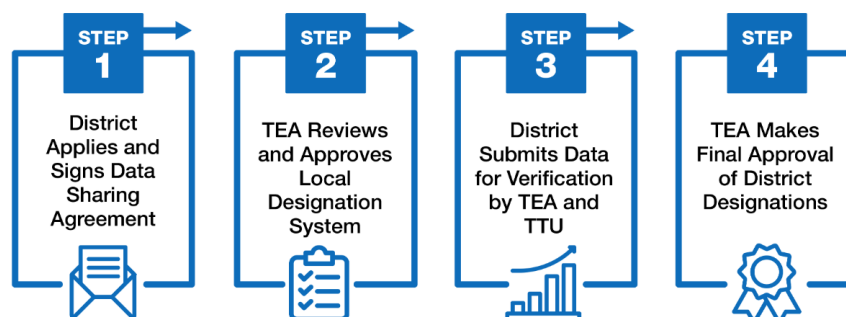 STEP
1
District
Applies and
Signs Data
Sharing
Agreement
STEP
2
TEA Reviews
and Approves
Local
Designation
System
STEP
3
District
Submits Data
for Verification
by TEA and
TTU
STEP
4
TEA Makes
Final Approval
of District
Designations